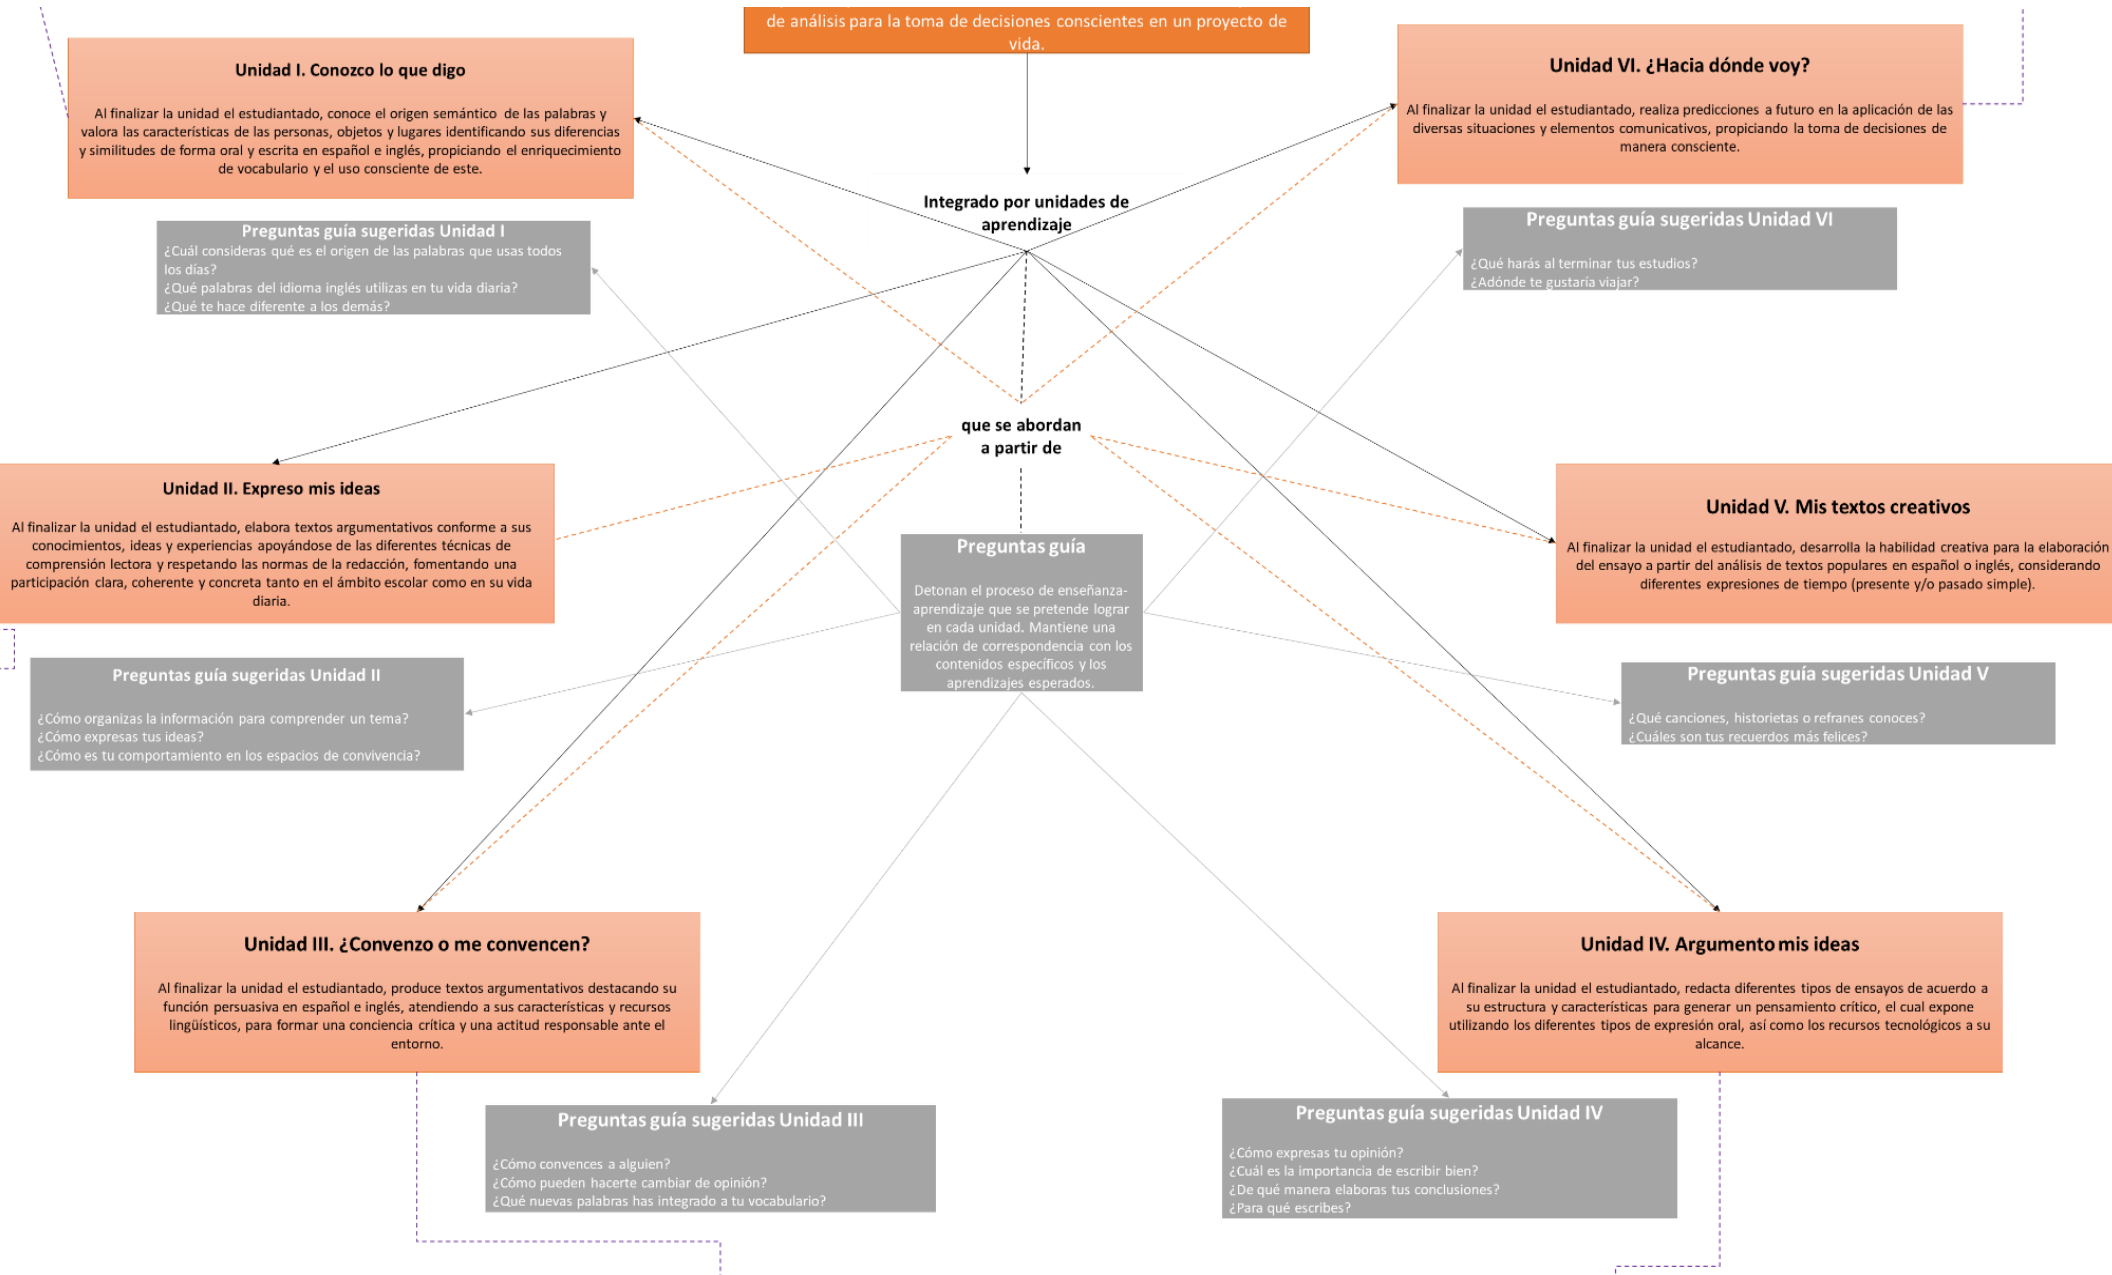 de análisis para la toma de decisiones conscientes en un proyecto de
vida.
Unidad I. Conozco lo que digo
Al finalizar la unidad el estudiantado, conoce el origen semántico de las palabras y
valora las características de las personas, objetos y lugares identificando sus diferencias
y similitudes de forma oral y escrita en español e inglés, propiciando el enriquecimiento
de vocabulario y el uso consciente de este.
Unidad VI. ¿Hacia dónde voy?
Al finalizar la unidad el estudiantado, realiza predicciones a futuro en la aplicación de las
diversas situaciones y elementos comunicativos, propiciando la toma de decisiones de
manera consciente.
Integrado por unidades de
aprendizaje
Preguntas guía sugeridas Unidad I
¿Cuál consideras qué es el origen de las palabras que usas todos
los días?
¿Qué palabras del idioma inglés utilizas en tu vida diaria?
¿Qué te hace diferente a los demás?
Preguntas guía sugeridas Unidad VI
¿Qué harás al terminar tus estudios?
¿Adónde te gustaría viajar?
que se abordan
a partir de
Unidad II. Expreso mis ideas
Al finalizar la unidad el estudiantado, elabora textos argumentativos conforme a sus
conocimientos, ideas y experiencias apoyándose de las diferentes técnicas de
comprensión lectora y respetando las normas de la redacción, fomentando una
participación clara, coherente y concreta tanto en el ámbito escolar como en su vida
diaria.
Unidad V. Mis textos creativos
Al finalizar la unidad el estudiantado, desarrolla la habilidad creativa para la elaboración
del ensayo a partir del análisis de textos populares en español o inglés, considerando
diferentes expresiones de tiempo (presente y/o pasado simple).
Preguntas guía
Detonan el proceso de enseñanza-
aprendizaje que se pretende lograr
en cada unidad. Mantiene una
relación de correspondencia con los
contenidos específicos y los
aprendizajes esperados.
Preguntas guía sugeridas Unidad II
¿Cómo organizas la información para comprender un tema?
¿Cómo expresas tus ideas?
¿Cómo es tu comportamiento en los espacios de convivencia?
Preguntas guía sugeridas Unidad V
¿Qué canciones, historietas o refranes conoces?
¿Cuáles son tus recuerdos más felices?
Unidad III. ¿Convenzo o me convencen?
Al finalizar la unidad el estudiantado, produce textos argumentativos destacando su
función persuasiva en español e inglés, atendiendo a sus características y recursos
lingüísticos, para formar una conciencia crítica y una actitud responsable ante el
entorno.
Unidad IV. Argumento mis ideas
Al finalizar la unidad el estudiantado, redacta diferentes tipos de ensayos de acuerdo a
su estructura y características para generar un pensamiento crítico, el cual expone
utilizando los diferentes tipos de expresión oral, así como los recursos tecnológicos a su
alcance.
Preguntas guía sugeridas Unidad III
¿Cómo convences a alguien?
¿Cómo pueden hacerte cambiar de opinión?
¿Qué nuevas palabras has integrado a tu vocabulario?
Preguntas guía sugeridas Unidad IV
¿Cómo expresas tu opinión?
¿Cuál es la importancia de escribir bien?
¿De qué manera elaboras tus conclusiones?
¿Para qué escribes?